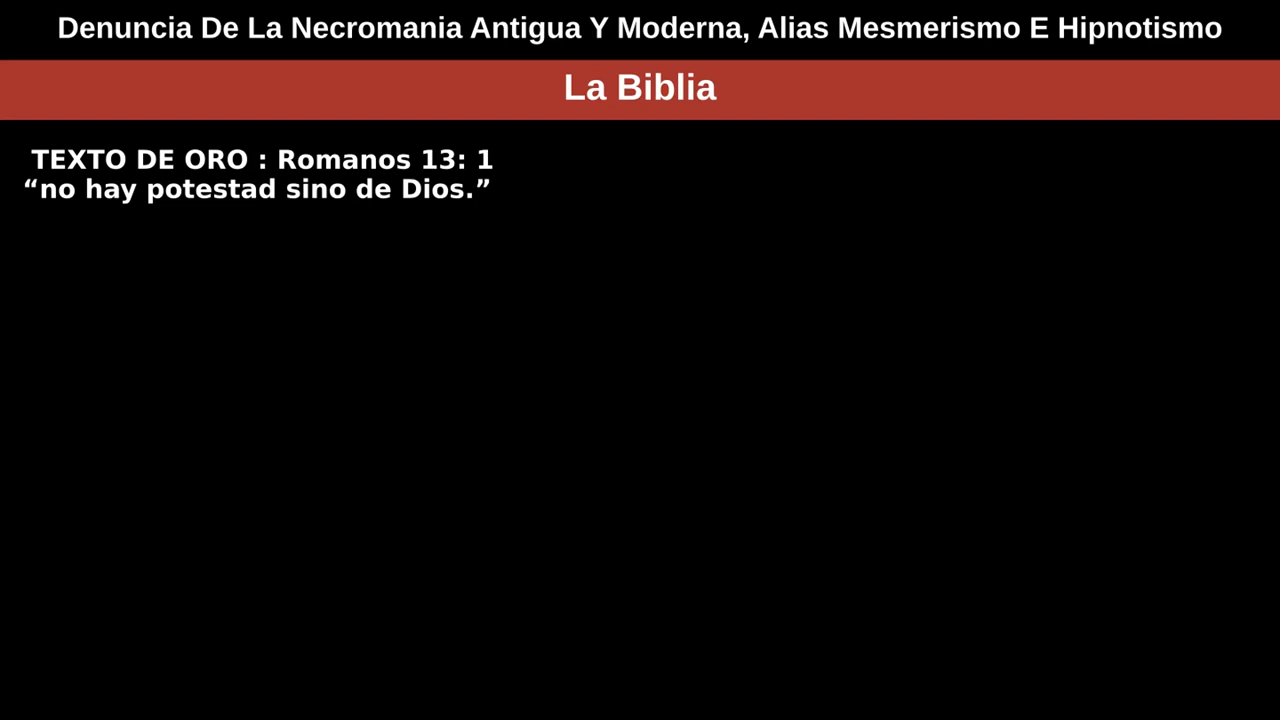 Denuncia De La Necromania Antigua Y Moderna, Alias Mesmerismo E Hipnotismo
La Biblia
TEXTO DE ORO : Romanos 13: 1
“no hay potestad sino de Dios.”